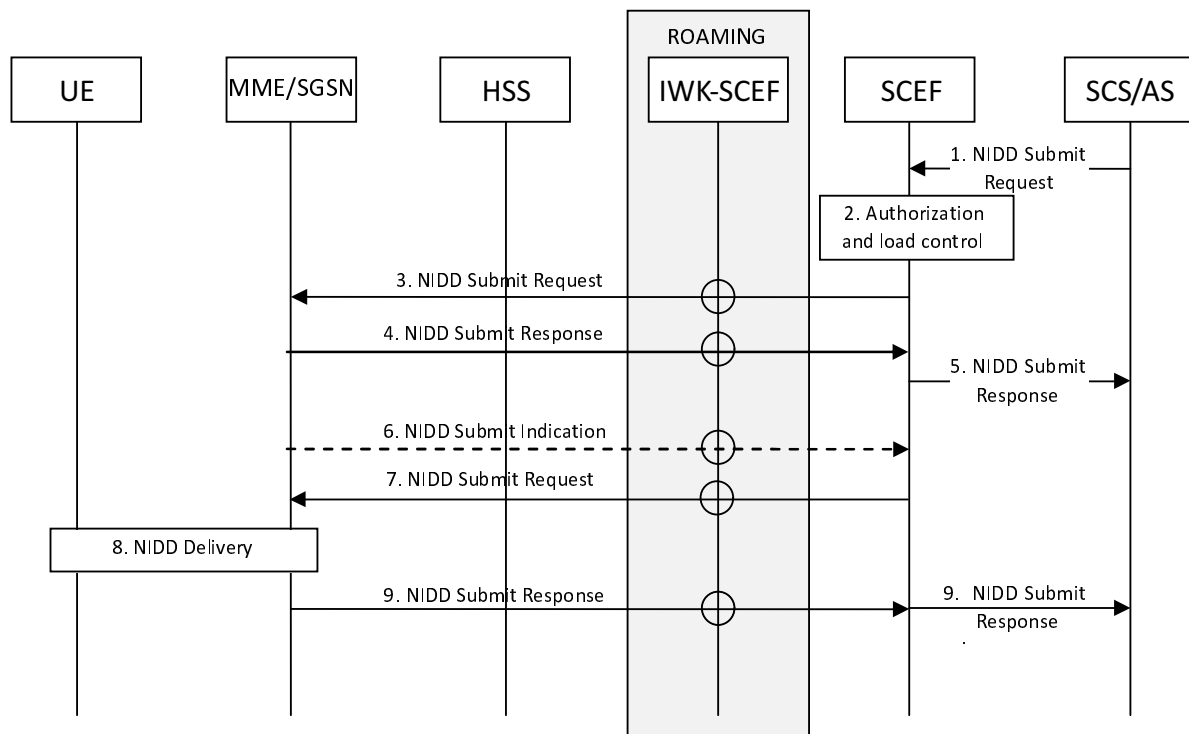 ROAMING
UE
MME/SGSN
HSS
IWK-SCEF
SCEF
SCS/AS
1. NIDD Submit
Request
2. Authorization
and load control
3. NIDD Submit Request
4. NIDD Submit Response
5. NIDD Submit
Response
6. NIDD Submit Indication
7. NIDD Submit Request
8. NIDD Delivery
9. NIDD Submit Response
9. NIDD Submit
Response
.